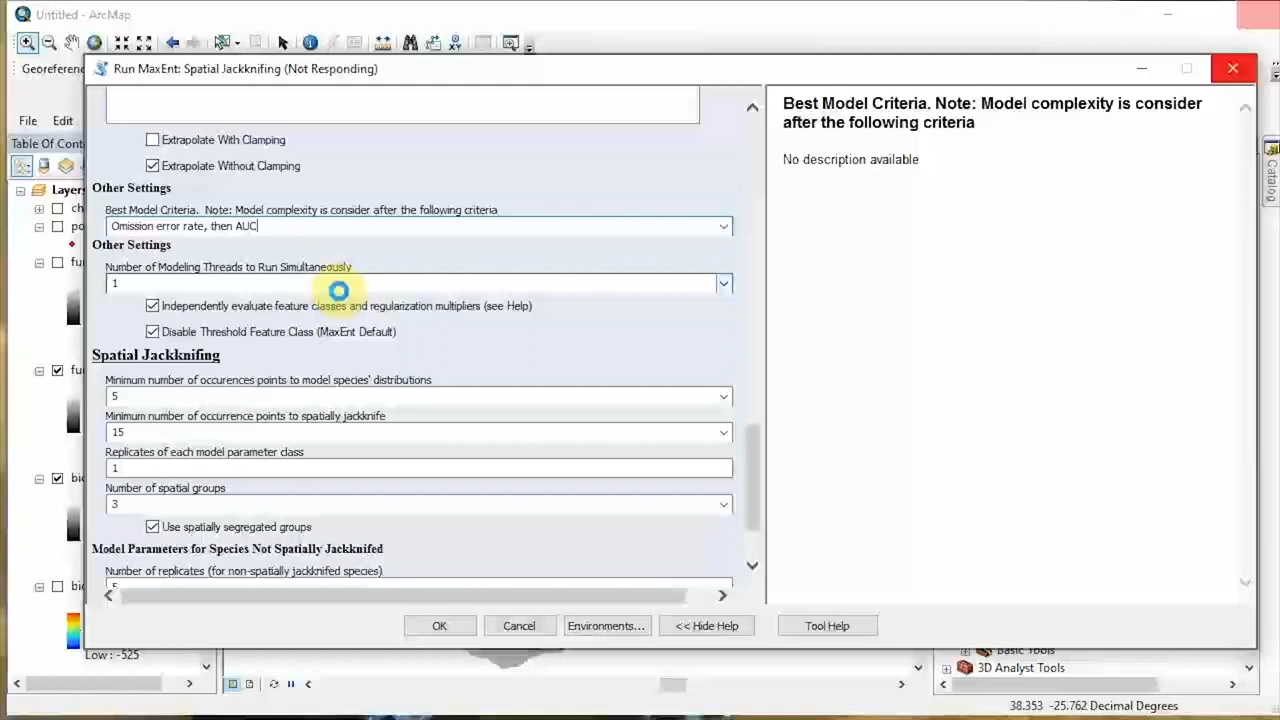 Untitled - ArcMap
Georeferen
Run MaxEnt: Spatial Jackknifing (Not Responding)
File Edit
Table Of Conte
Layers
ch
po
fur
fur
bio
bio
Low : -525
Extrapolate With Clamping
Extrapolate Without Clamping
Other Settings
Best Model Criteria. Note: Model complexity is consider after the following criteria
Omission error rate, then AUC
Other Settings
Number of Modeling Threads to Run Simultaneously
1
Independently evaluate feature classes and regularization multipliers (see Help)
Disable Threshold Feature Class (MaxEnt Default)
Spatial Jackknifing
Minimum number of occurences points to model species' distributions
5
Minimum number of occurrence points to spatially jackknife
15
Replicates of each model parameter class
1
Number of spatial groups
3
Use spatially segregated groups
Model Parameters for Species Not Spatially Jackknifed
Number of replicates (for non-spatially jackknifed species)
5
OK Cancel Environments... << Hide Help Tool Help
Best Model Criteria. Note: Model complexity is consider
after the following criteria
No description available
Catalog
Basic Tools
3D Analyst Tools
38.353 -25.762 Decimal Degrees